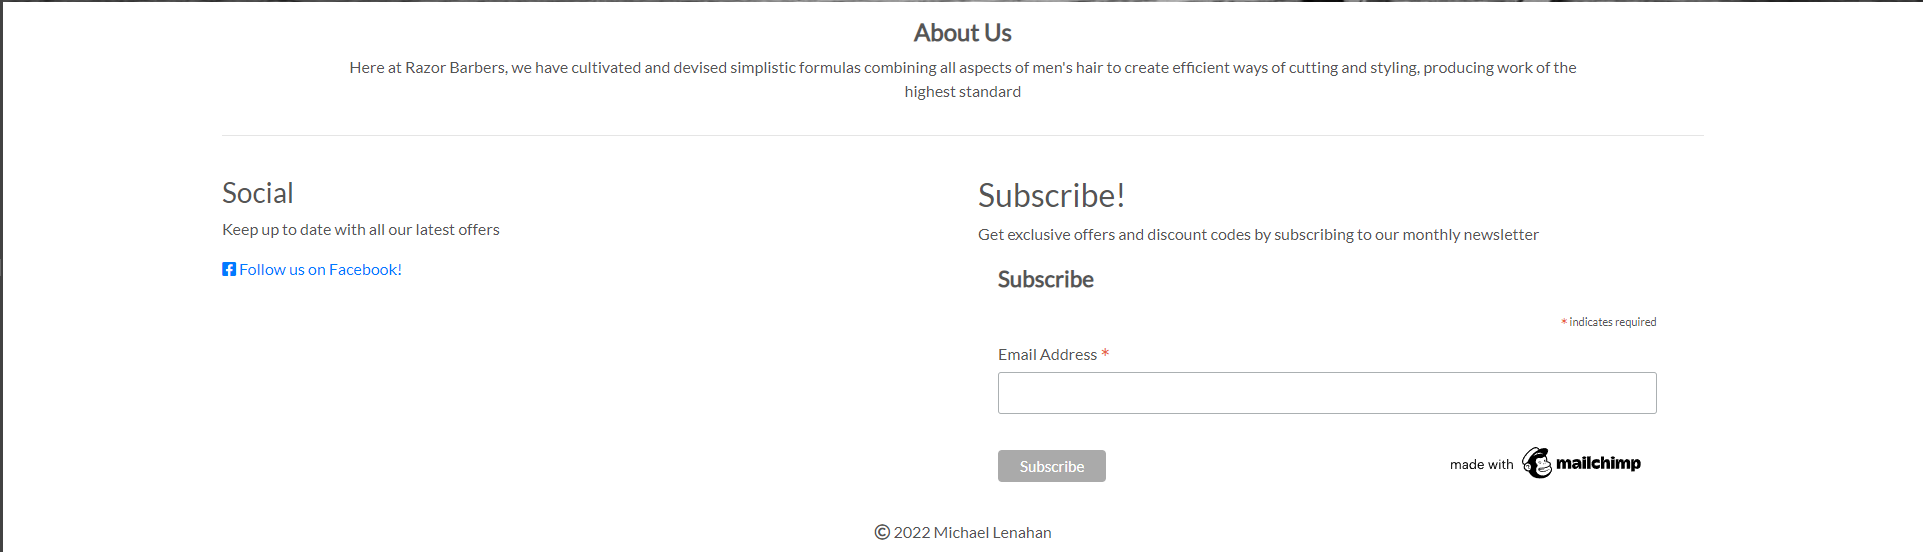 About Us
Here at Razor Barbers, we have cultivated and devised simplistic formulas combining all aspects of men's hair to create efficient ways of cutting and styling, producing work of the
highest standard
Social
Keep up to date with all our latest offers
Follow us on Facebook!
Subscribe!
Get exclusive offers and discount codes by subscribing to our monthly newsletter
Subscribe
* indicates required
Email Address *
Subscribe
made with mailchimp
© 2022 Michael Lenahan